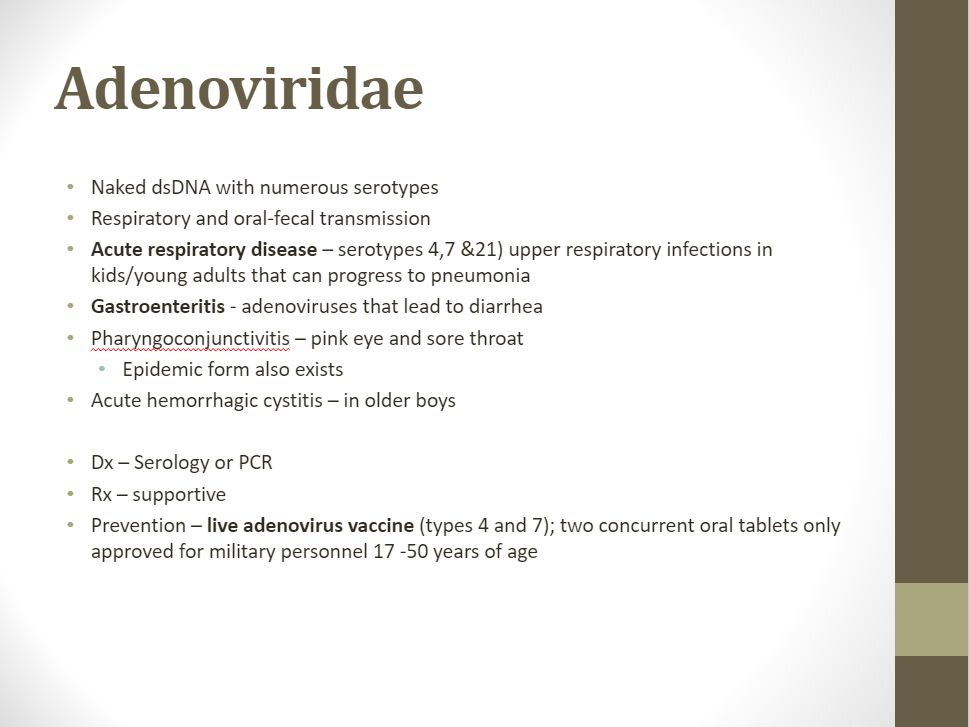 Adenoviridae
• Naked dsDNA with numerous serotypes
• Respiratory and oral-fecal transmission
• Acute respiratory disease – serotypes 4,7 &21) upper respiratory infections in
kids/young adults that can progress to pneumonia
• Gastroenteritis - adenoviruses that lead to diarrhea
• Pharyngoconjunctivitis – pink eye and sore throat
• Epidemic form also exists
• Acute hemorrhagic cystitis – in older boys
• Dx – Serology or PCR
• Rx – supportive
• Prevention – live adenovirus vaccine (types 4 and 7); two concurrent oral tablets only
approved for military personnel 17 -50 years of age